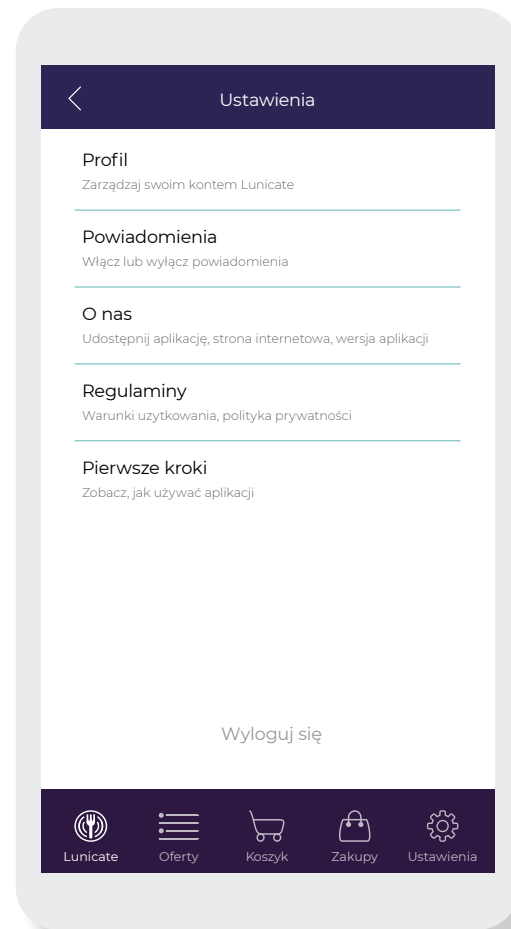 Ustawienia
Profil
Zarządzaj swoim kontem Lunicate
Powiadomienia
Włącz lub wyłącz powiadomienia
O nas
Udostępnij aplikację, strona internetowa, wersja aplikacji
Regulaminy
Warunki uzytkowania, polityka prywatności
Pierwsze kroki
Zobacz, jak używać aplikacji
Wyloguj się
Lunicate Oferty Koszyk Zakupy Ustawienia